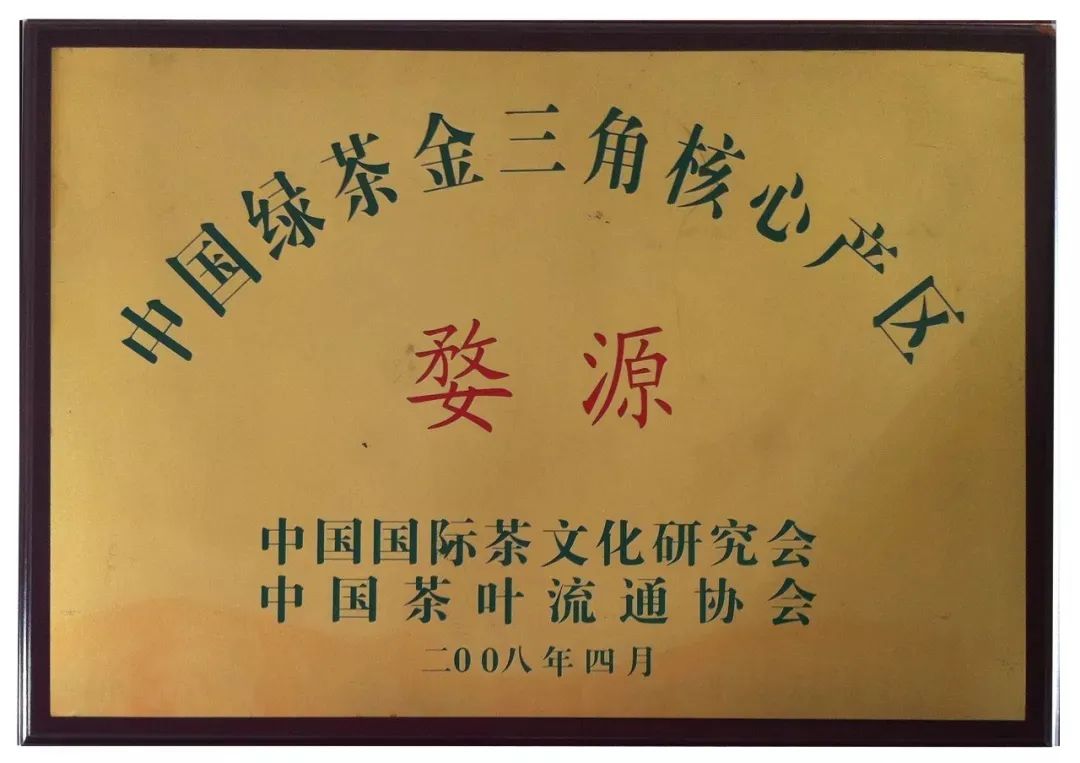 中国绿茶金三角核心产区
婺源
中国国际茶文化研究会
中国茶叶流通协会
二00八年四月